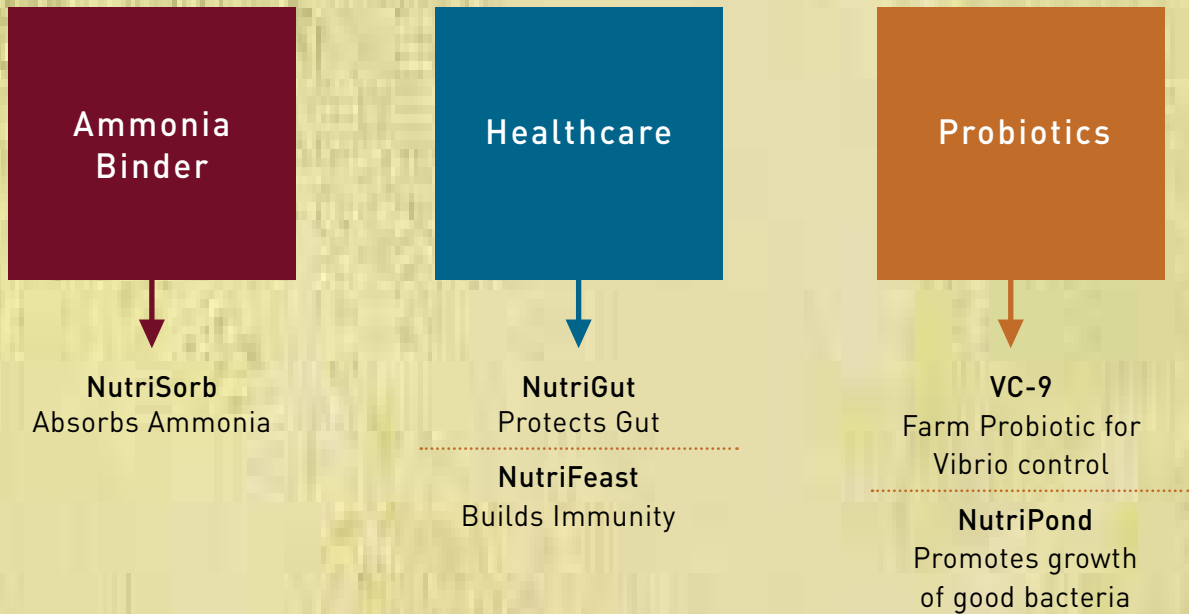 Ammonia
Binder
NutriSorb
Absorbs Ammonia
Healthcare
NutriGut
Protects Gut
NutriFeast
Builds Immunity
Probiotics
VC-9
Farm Probiotic for
Vibrio control
NutriPond
Promotes growth
of good bacteria